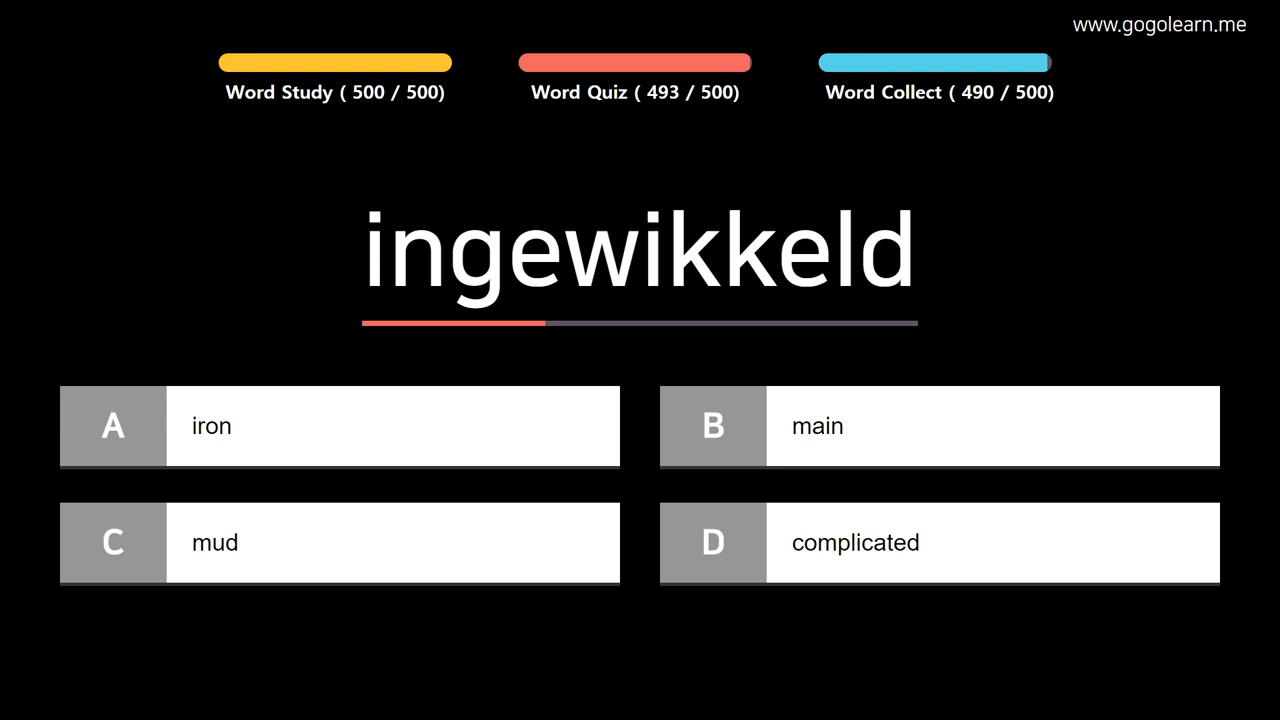 www.gogolearn.me
Word Study ( 500 / 500)
Word Quiz ( 493 / 500)
Word Collect ( 490 / 500)
ingewikkeld
A iron
B main
C mud
D complicated